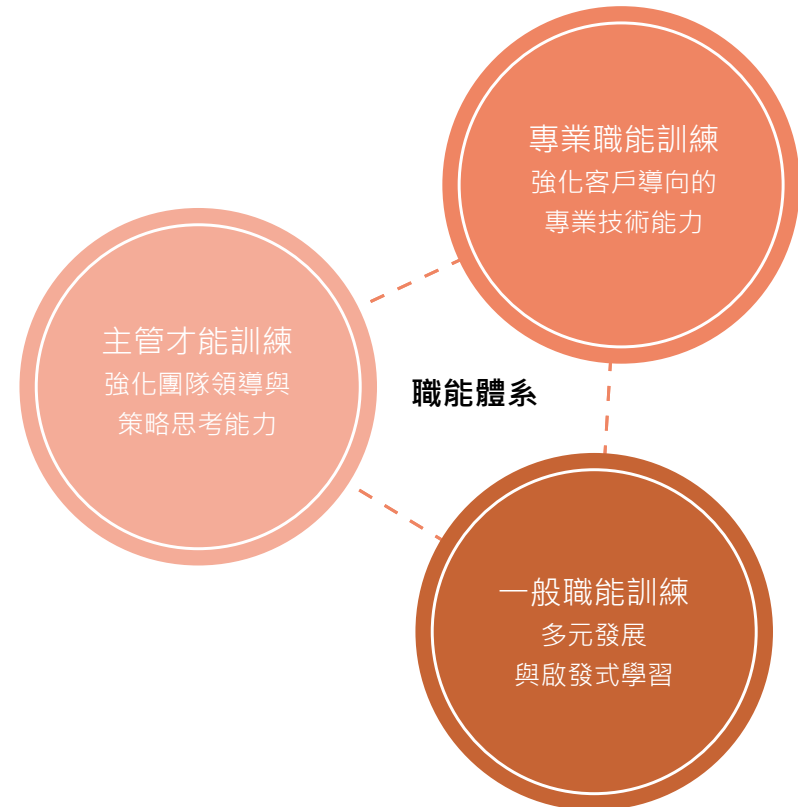 專業職能訓練
強化客戶導向的
專業技術能力
主管才能訓練
強化團隊領導與
策略思考能力
職能體系
一般職能訓練
多元發展
與啟發式學習